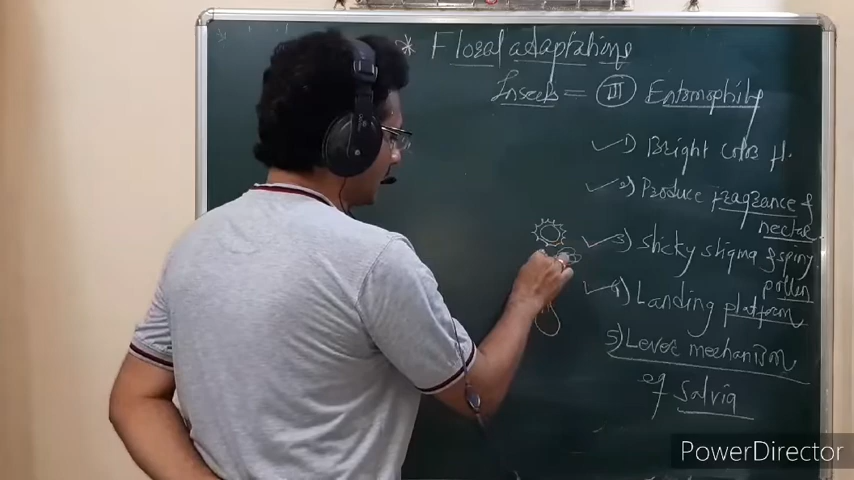 * Floral adaptations
Insects = III Entomophily
✓ 1) Bright colo fl.
✓ 2) Produce fragrance &
nectar
✓ 3) Sticky stigma & spiny
pollen
✓ 4) Landing platform
5) Lever mechanism
eg Salvia
PowerDirector